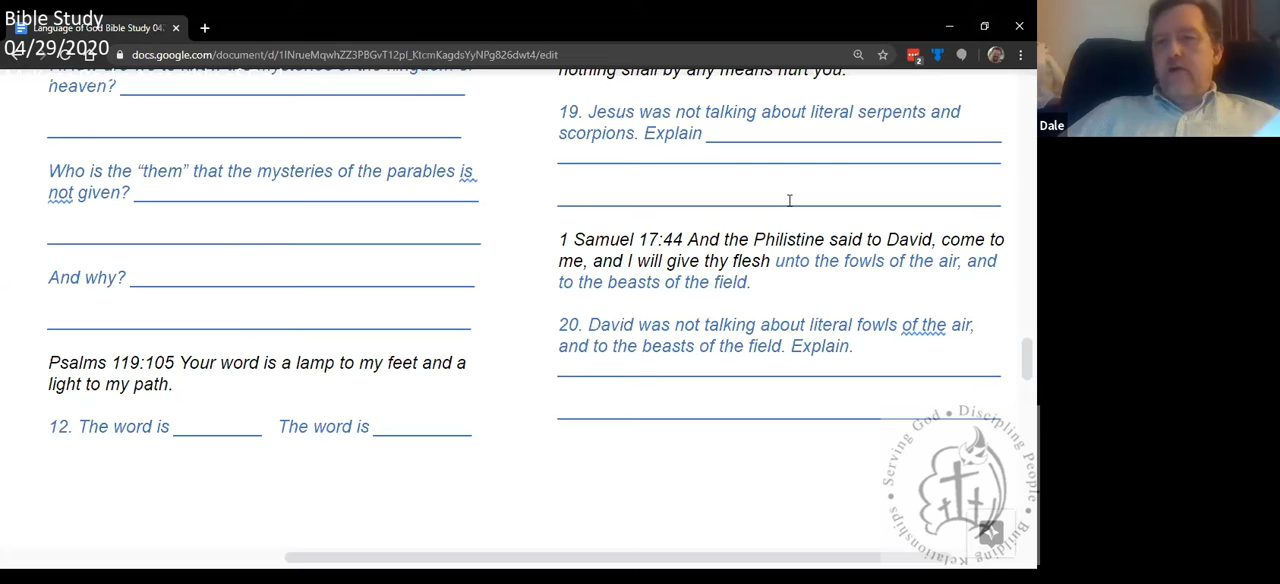 Bible Study
04/29/2020
Language of God Bible Study 04
docs.google.com/document/d/1lNrueMqwhZZ3PBGvT12pl_KtcmKagdsYyNPg826dwt4/edit
2
Dale
heaven?
Who is the “them” that the mysteries of the parables is
not given?
And why?
Psalms 119:105 Your word is a lamp to my feet and a
light to my path.
12. The word is The word is
nothing shall by any means hurt you.
19. Jesus was not talking about literal serpents and
scorpions. Explain
1 Samuel 17:44 And the Philistine said to David, come to
me, and I will give thy flesh unto the fowls of the air, and
to the beasts of the field.
20. David was not talking about literal fowls of the air,
and to the beasts of the field. Explain.
Serving God • Discipling People • Building Relationships •